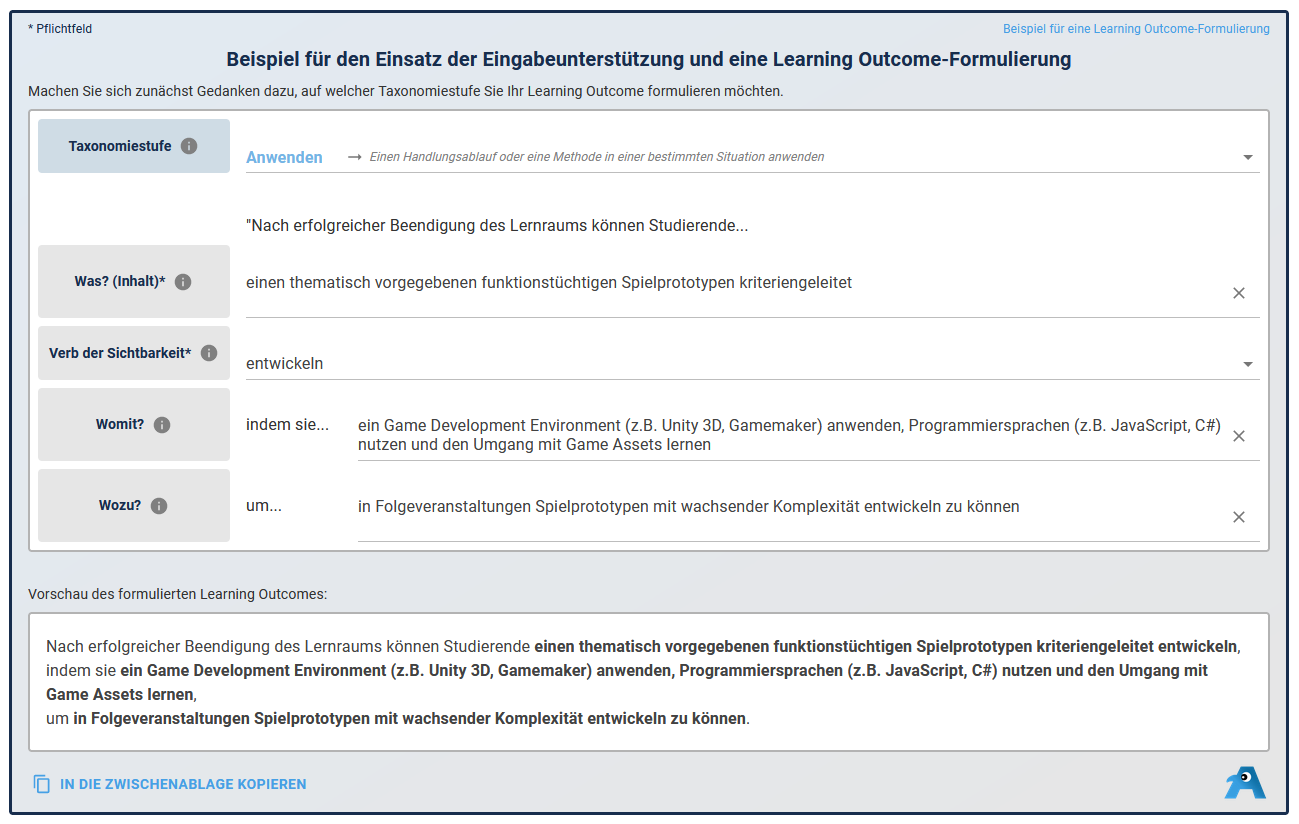 * Pflichtfeld
Beispiel für eine Learning Outcome-Formulierung
Beispiel für den Einsatz der Eingabeunterstützung und eine Learning Outcome-Formulierung
Machen Sie sich zunächst Gedanken dazu, auf welcher Taxonomiestufe Sie Ihr Learning Outcome formulieren möchten.
Taxonomiestufe
Anwenden → Einen Handlungsablauf oder eine Methode in einer bestimmten Situation anwenden
"Nach erfolgreicher Beendigung des Lernraums können Studierende...
Was? (Inhalt)*
einen thematisch vorgegebenen funktionstüchtigen Spielprototypen kriteriengeleitet
Verb der Sichtbarkeit*
entwickeln
Womit?
indem sie...
ein Game Development Environment (z.B. Unity 3D, Gamemaker) anwenden, Programmiersprachen (z.B. JavaScript, C#)
nutzen und den Umgang mit Game Assets lernen
Wozu?
um...
in Folgeveranstaltungen Spielprototypen mit wachsender Komplexität entwickeln zu können
Vorschau des formulierten Learning Outcomes:
Nach erfolgreicher Beendigung des Lernraums können Studierende einen thematisch vorgegebenen funktionstüchtigen Spielprototypen kriteriengeleitet entwickeln,
indem sie ein Game Development Environment (z.B. Unity 3D, Gamemaker) anwenden, Programmiersprachen (z.B. JavaScript, C#) nutzen und den Umgang mit
Game Assets lernen,
um in Folgeveranstaltungen Spielprototypen mit wachsender Komplexität entwickeln zu können.
IN DIE ZWISCHENABLAGE KOPIEREN